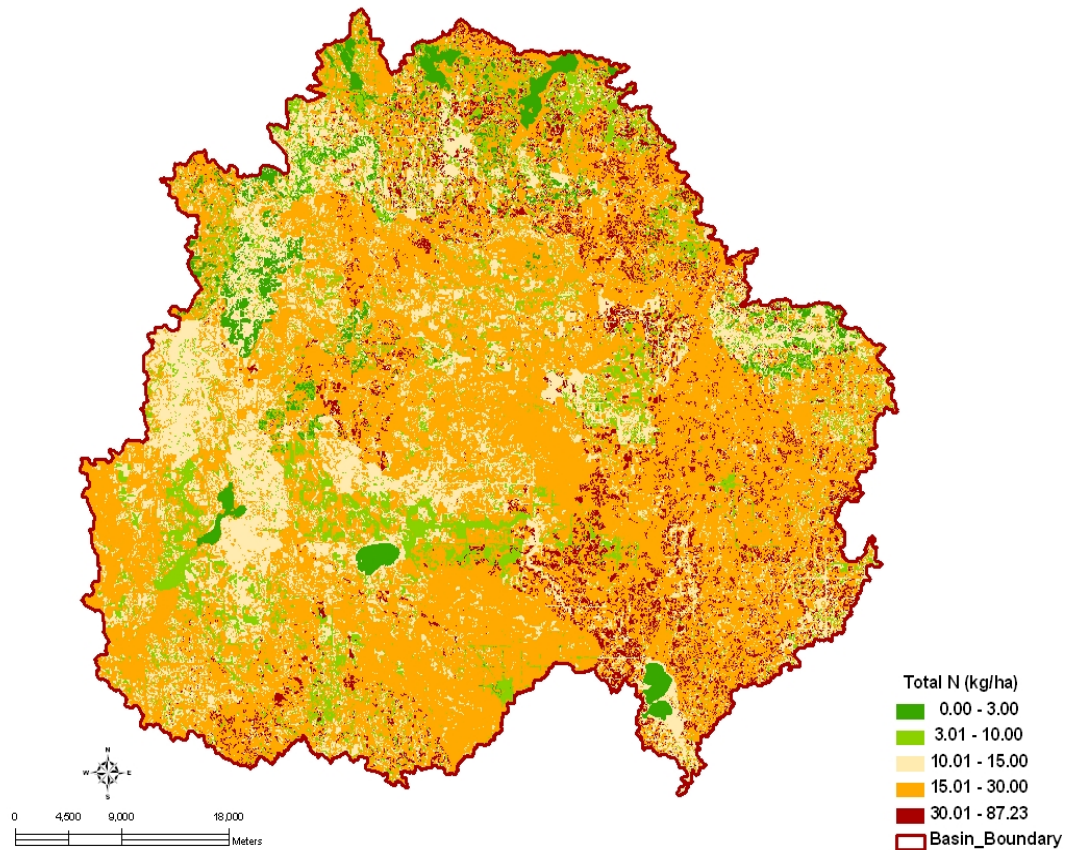 Total N (kg/ha)
0.00 - 3.00
3.01 - 10.00
10.01 - 15.00
15.01 - 30.00
30.01 - 87.23
Basin_Boundary
N
W E
S
0 4,500 9,000 18,000
Meters